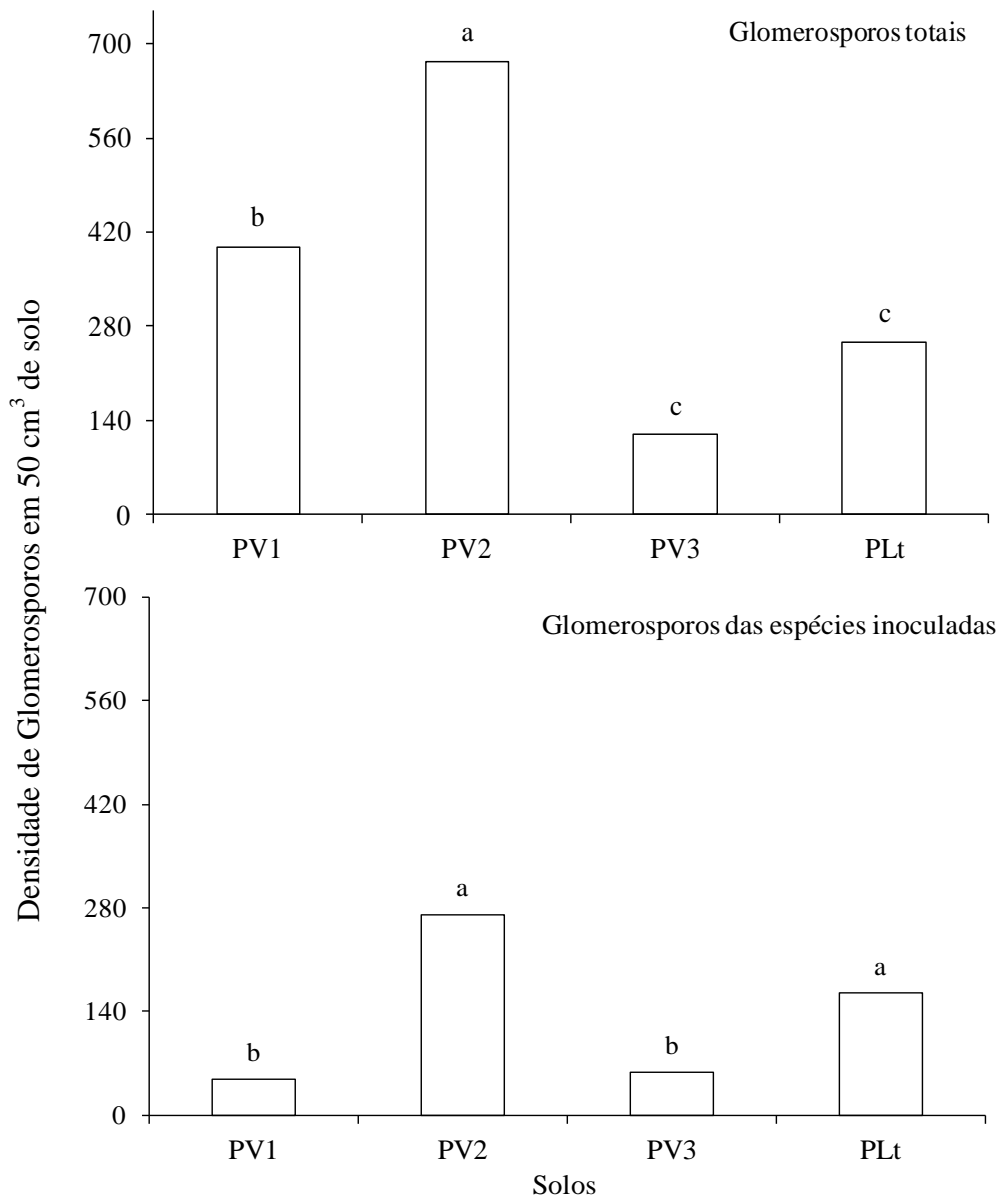 Densidade de Glomerosporos em 50 cm³ de solo
Glomerosporos totais
700
560
420
280
140
0
b
a
c
c
PV1 PV2 PV3 PLt
Glomerosporos das espécies inoculadas
700
560
420
280
140
0
b
a
b
a
PV1 PV2 PV3 PLt
Solos